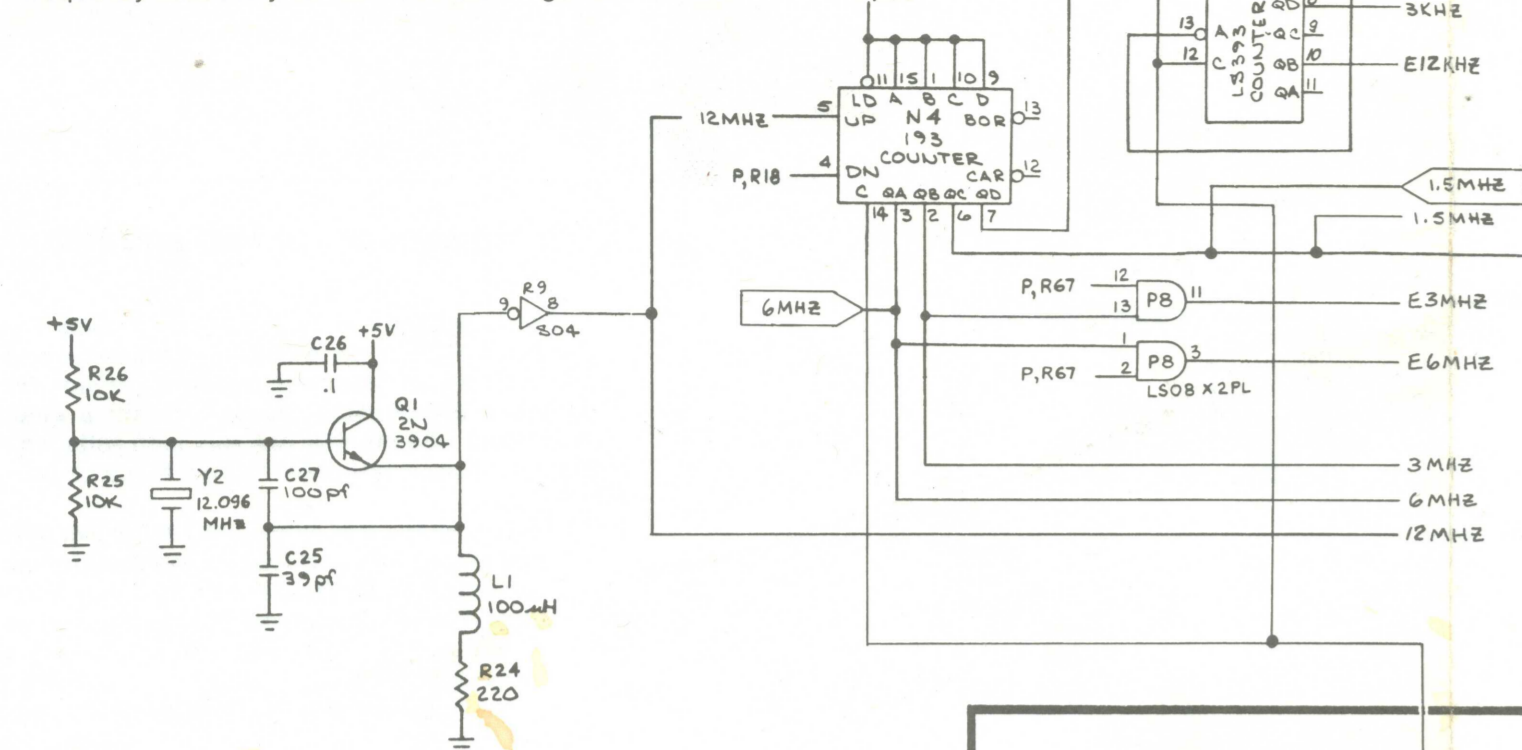 QD
3KHZ
13
A
QC
9
12
C
QB
10
E12KHZ
LS393
COUNTER
QA
11
11
15
1
10
9
LD
A
B
C
D
5
12MHZ
UP
N4
BOR
13
193
COUNTER
4
P,R18
DN
CAR
12
C
QA
QB
QC
QD
14
3
2
6
7
1.5MHZ
1.5MHZ
R9
9
8
S04
6MHZ
P,R67
12
13
P8
11
E3MHZ
1
P,R67
2
P8
3
E6MHZ
LS08 X 2PL
+5V
C26
+5V
.1
R26
10K
Q1
2N
3904
R25
10K
Y2
12.096
MHZ
C27
100pf
C25
39pf
L1
100µH
R24
220
3MHZ
6MHZ
12MHZ